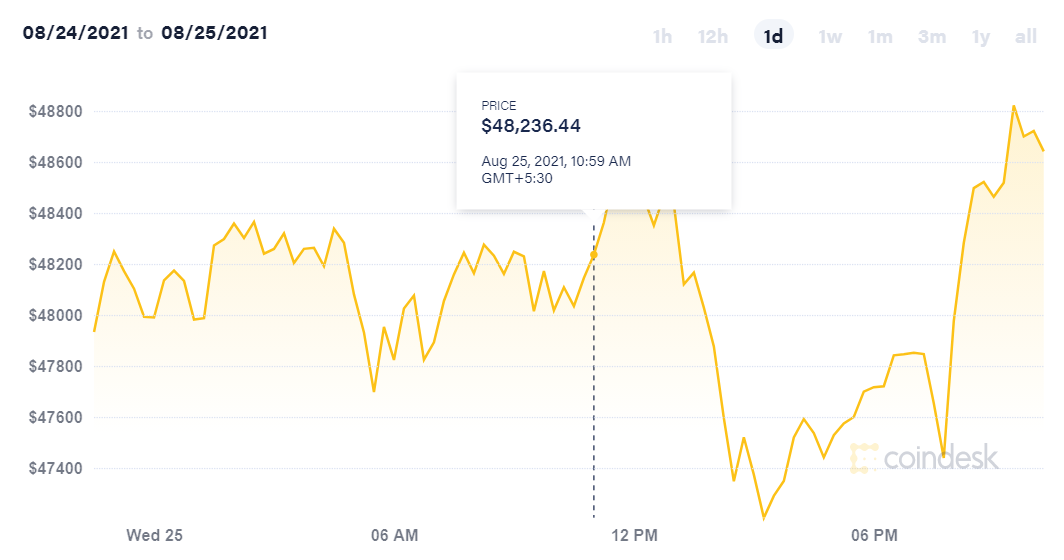 08/24/2021 to 08/25/2021
1h 12h 1d 1w 1m 3m 1y all
PRICE
$48,236.44
Aug 25, 2021, 10:59 AM
GMT+5:30
$48800
$48600
$48400
$48200
$48000
$47800
$47600
$47400
coindesk
Wed 25 06 AM 12 PM 06 PM